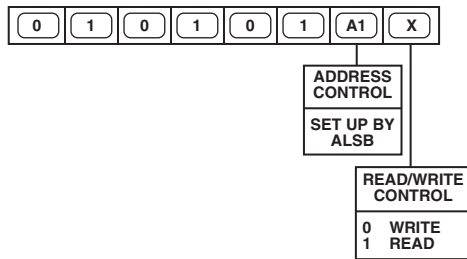 0 1 0 1 0 1 A1 X
ADDRESS
CONTROL
SET UP BY
ALSB
READ/WRITE
CONTROL
0 WRITE
1 READ